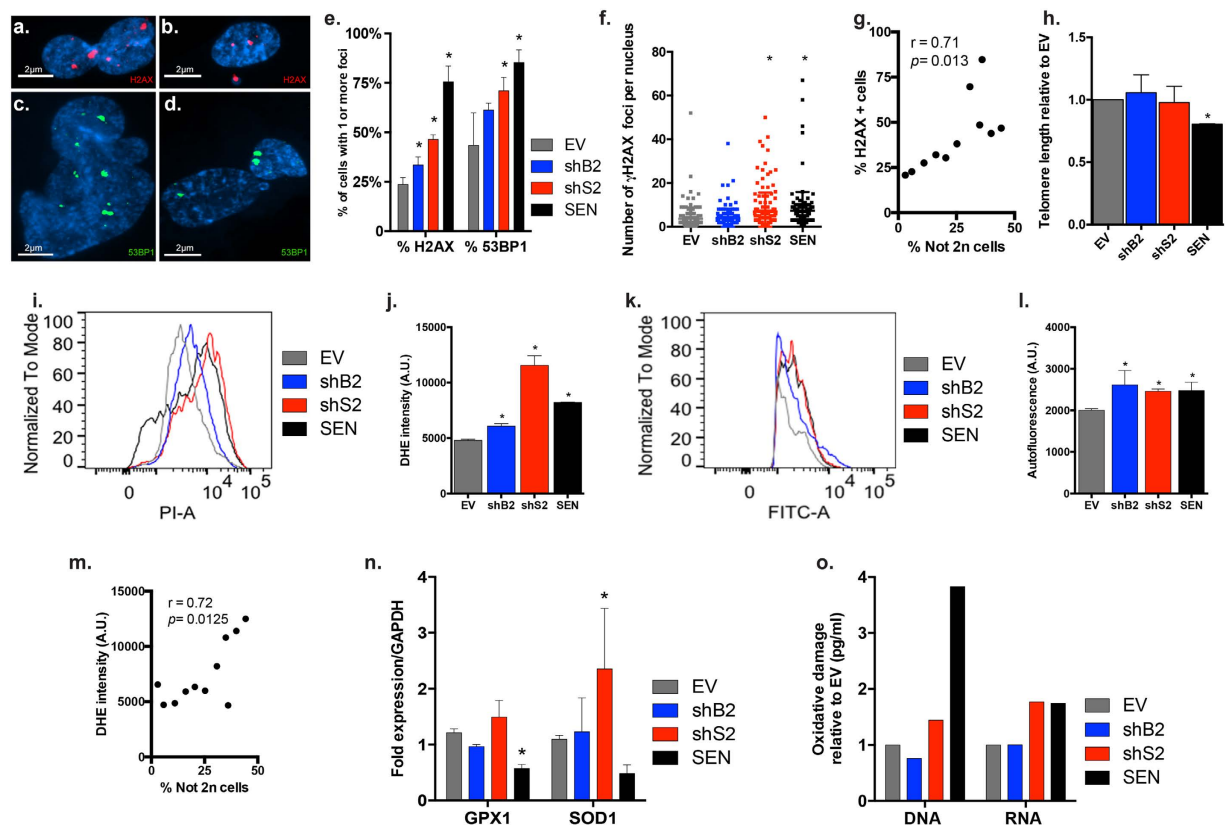 a.
2µm
H2AX
b.
2µm
H2AX
c.
2µm
53BP1
d.
2µm
53BP1
e.
% of cells with 1 or more foci
100%
75%
50%
25%
* * * * *
% H2AX % 53BP1
EV
shB2
shS2
SEN
f.
Number of γH2AX foci per nucleus
80
60
40
20
10
0
* *
EV shB2 shS2 SEN
g.
% H2AX + cells
r = 0.71
p= 0.013
100
75
50
25
0
0 25 50
% Not 2n cells
h.
Telomere length relative to EV
1.5
1.0
0.5
0.0
*
EV shB2 shS2 SEN
i.
Normalized To Mode
100
80
60
40
20
0
0 10⁴ 10⁵
PI-A
EV
shB2
shS2
SEN
j.
DHE intensity (A.U.)
15000
10000
5000
0
* * *
EV shB2 shS2 SEN
k.
Normalized To Mode
100
80
60
40
20
0
0 10⁴ 10⁵
FITC-A
EV
shB2
shS2
SEN
l.
Autofluorescence (A.U.)
4000
3000
2000
1000
0
* * *
EV shB2 shS2 SEN
m.
DHE intensity (A.U.)
r = 0.72
p= 0.0125
15000
10000
5000
0
0 25 50
% Not 2n cells
n.
Fold expression/GAPDH
4
3
2
1
0
* *
GPX1 SOD1
EV
shB2
shS2
SEN
o.
Oxidative damage
relative to EV (pg/ml)
4
3
2
1
0
DNA RNA
EV
shB2
shS2
SEN